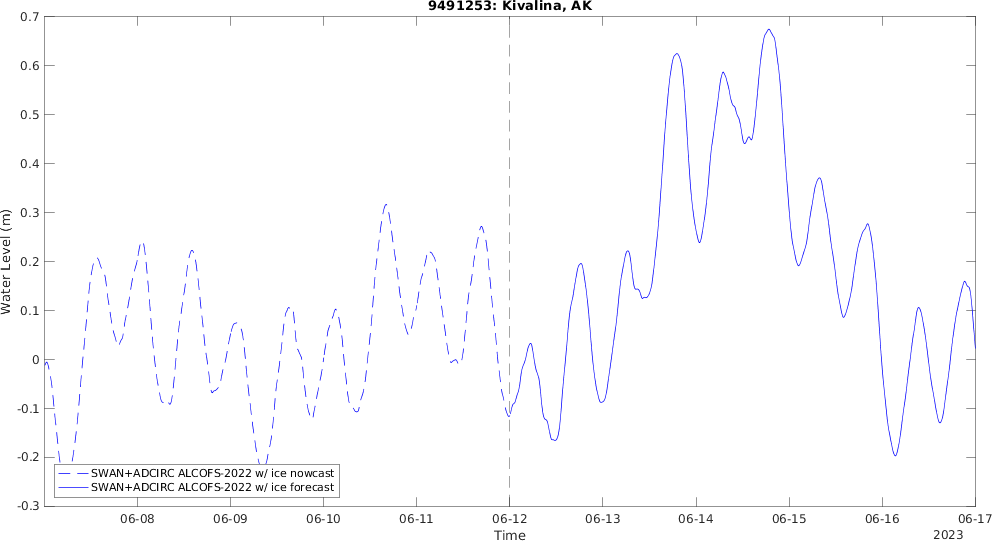 9491253: Kivalina, AK
0.7
0.6
0.5
0.4
0.3
0.2
0.1
0
-0.1
-0.2
-0.3
Water Level (m)
SWAN+ADCIRC ALCOFS-2022 w/ ice nowcast
SWAN+ADCIRC ALCOFS-2022 w/ ice forecast
06-08 06-09 06-10 06-11 06-12 06-13 06-14 06-15 06-16 06-17
Time
2023